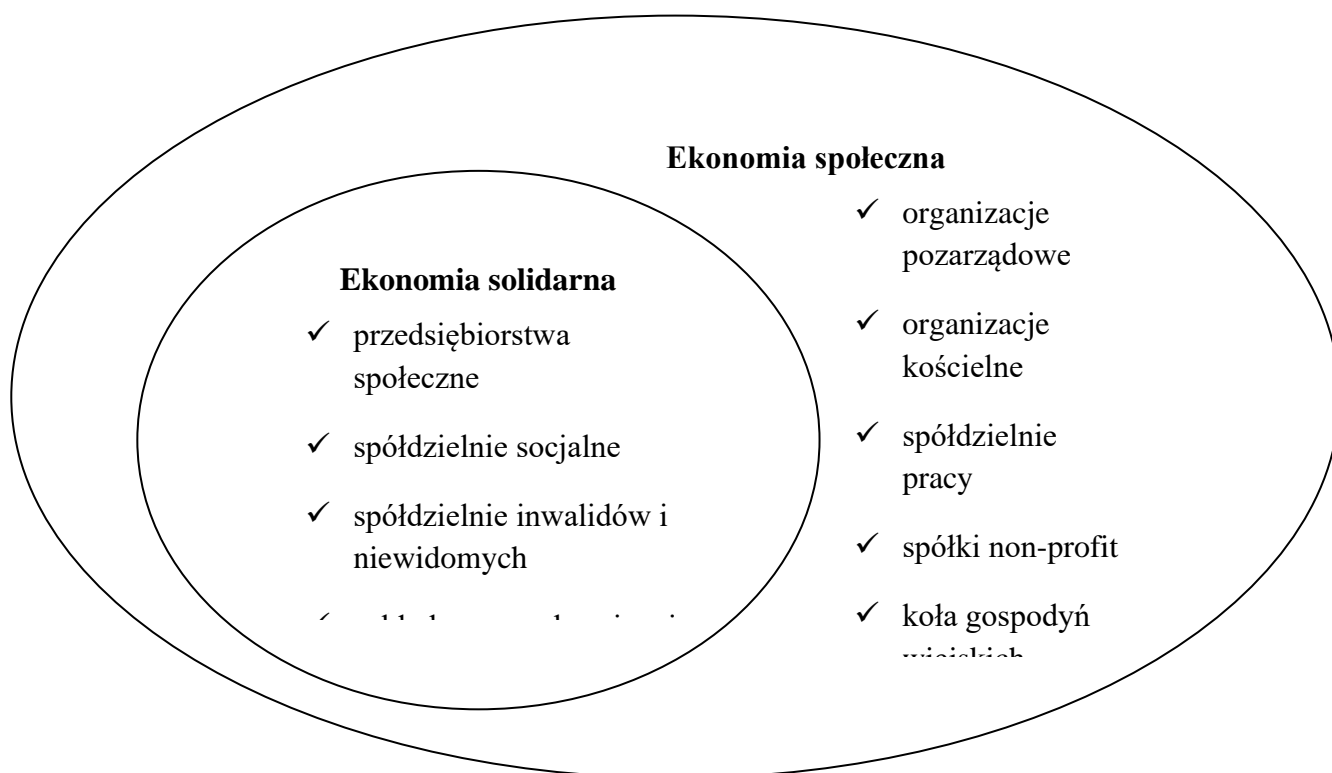 Ekonomia społeczna
✓ organizacje
pozarządowe
✓ organizacje
kościelne
✓ spółdzielnie
pracy
✓ spółki non-profit
✓ koła gospodyń
wiejskich
Ekonomia solidarna
✓ przedsiębiorstwa
społeczne
✓ spółdzielnie socjalne
✓ spółdzielnie inwalidów i
niewidomych